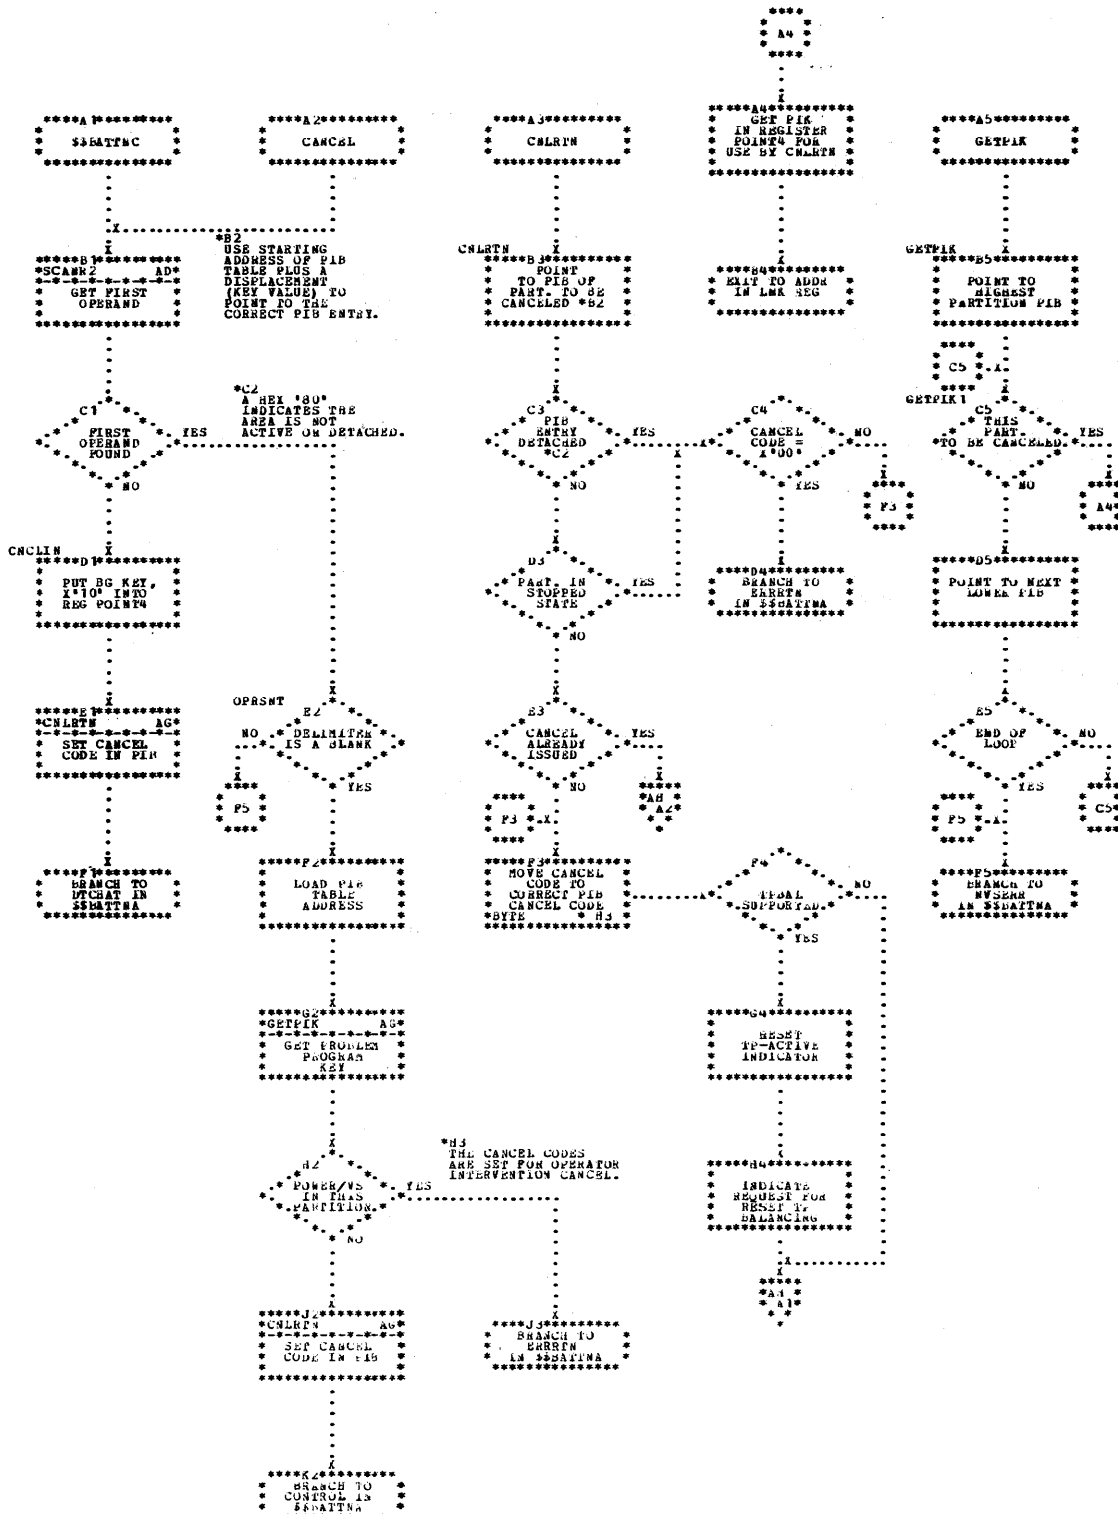 A4
A1
A2
A3
A4
A5
$$BATTNC
CANCEL
CNLRTN
GET PIK
IN REGISTER
POINT4 FOR
USE BY CNLRTN
GETPIK
*B2
USE STARTING
ADDRESS OF PIB
TABLE PLUS A
DISPLACEMENT
(KEY VALUE) TO
POINT TO THE
CORRECT PIB ENTRY.
B1
*SCANR2 AD*
GET FIRST
OPERAND
CNLRTN
B3
POINT
TO PIB OF
PART. TO BE
CANCELED *B2
B4
EXIT TO ADDR
IN LNK REG
GETPIK
B5
POINT TO
HIGHEST
PARTITION PIB
C5
*C2
A HEX '80'
INDICATES THE
AREA IS NOT
ACTIVE OR DETACHED.
C1
FIRST
OPERAND
FOUND
YES
NO
C3
PIB
ENTRY
DETACHED
*C2
YES
NO
C4
CANCEL
CODE =
X'00'
NO
YES
F3
GETPIK1
C5
THIS
PART.
TO BE CANCELED
YES
NO
A4
CNCLIN
D1
PUT BG KEY,
X'10' INTO
REG POINT4
D3
PART. IN
STOPPED
STATE
YES
NO
D4
BRANCH TO
ERRRTN
IN $$BATTNA
D5
POINT TO NEXT
LOWER PIB
E1
*CNLRTN AG*
SET CANCEL
CODE IN PIB
OPRSNT
E2
DELIMITER
IS A BLANK
NO
YES
F5
E3
CANCEL
ALREADY
ISSUED
YES
NO
AH
A2
F3
E5
END OF
LOOP
NO
YES
C5
F5
F1
BRANCH TO
DTCHAT IN
$$BATTNA
F2
LOAD PIB
TABLE
ADDRESS
F3
MOVE CANCEL
CODE TO
CORRECT PIB
CANCEL CODE
*BYTE * H3
F4
TPBAL
SUPPORTED
NO
YES
F5
BRANCH TO
NVSERR
IN $$BATTNA
G2
*GETPIK AG*
GET PROBLEM
PROGRAM
KEY
G4
RESET
TP-ACTIVE
INDICATOR
*H3
THE CANCEL CODES
ARE SET FOR OPERATOR
INTERVENTION CANCEL.
H2
POWER/VS
IN THIS
PARTITION
YES
NO
H4
INDICATE
REQUEST FOR
RESET TP
BALANCING
AH
A1
J2
*CNLRTN AG*
SET CANCEL
CODE IN PIB
J3
BRANCH TO
ERRRTN
IN $$BATTNA
K2
BRANCH TO
CONTROL IN
$$BATTNA